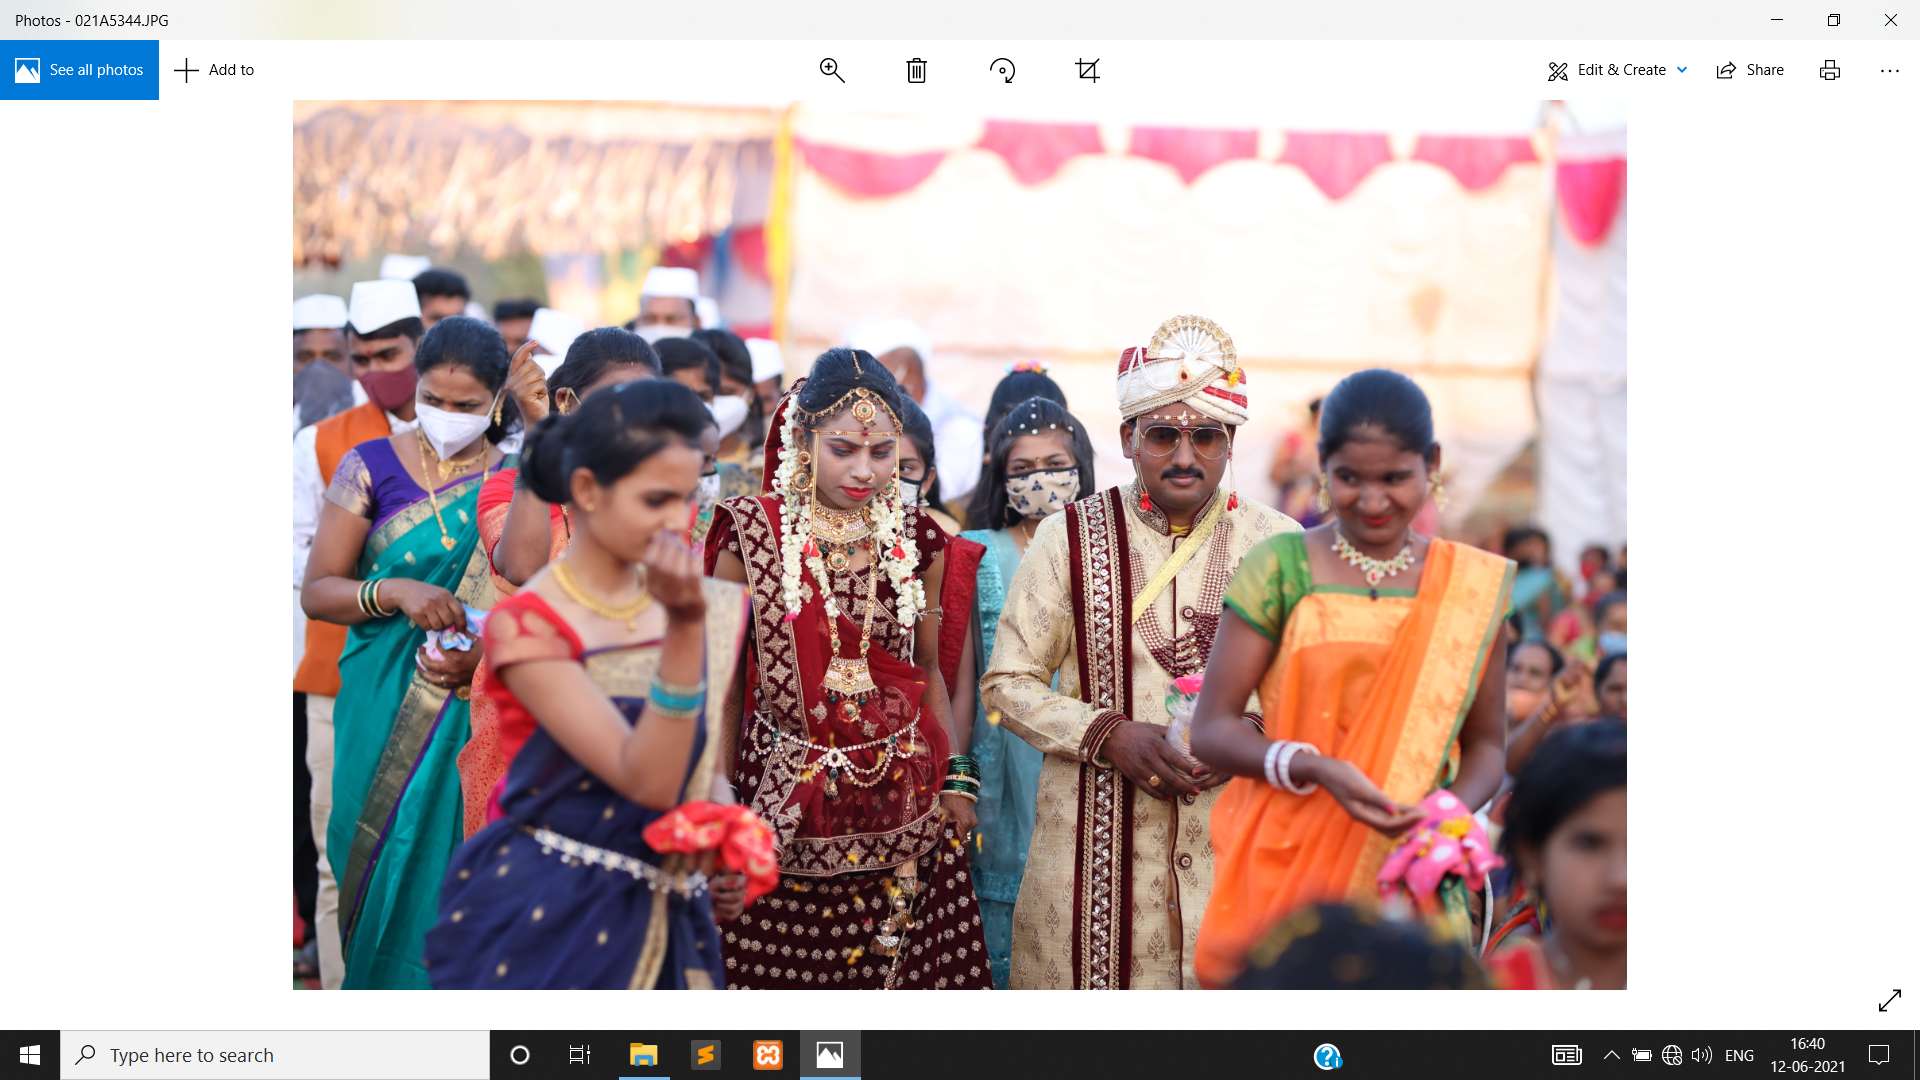 Photos - 021A5344.JPG
See all photos
Add to
Edit & Create
Share
Type here to search
ENG
16:40
12-06-2021